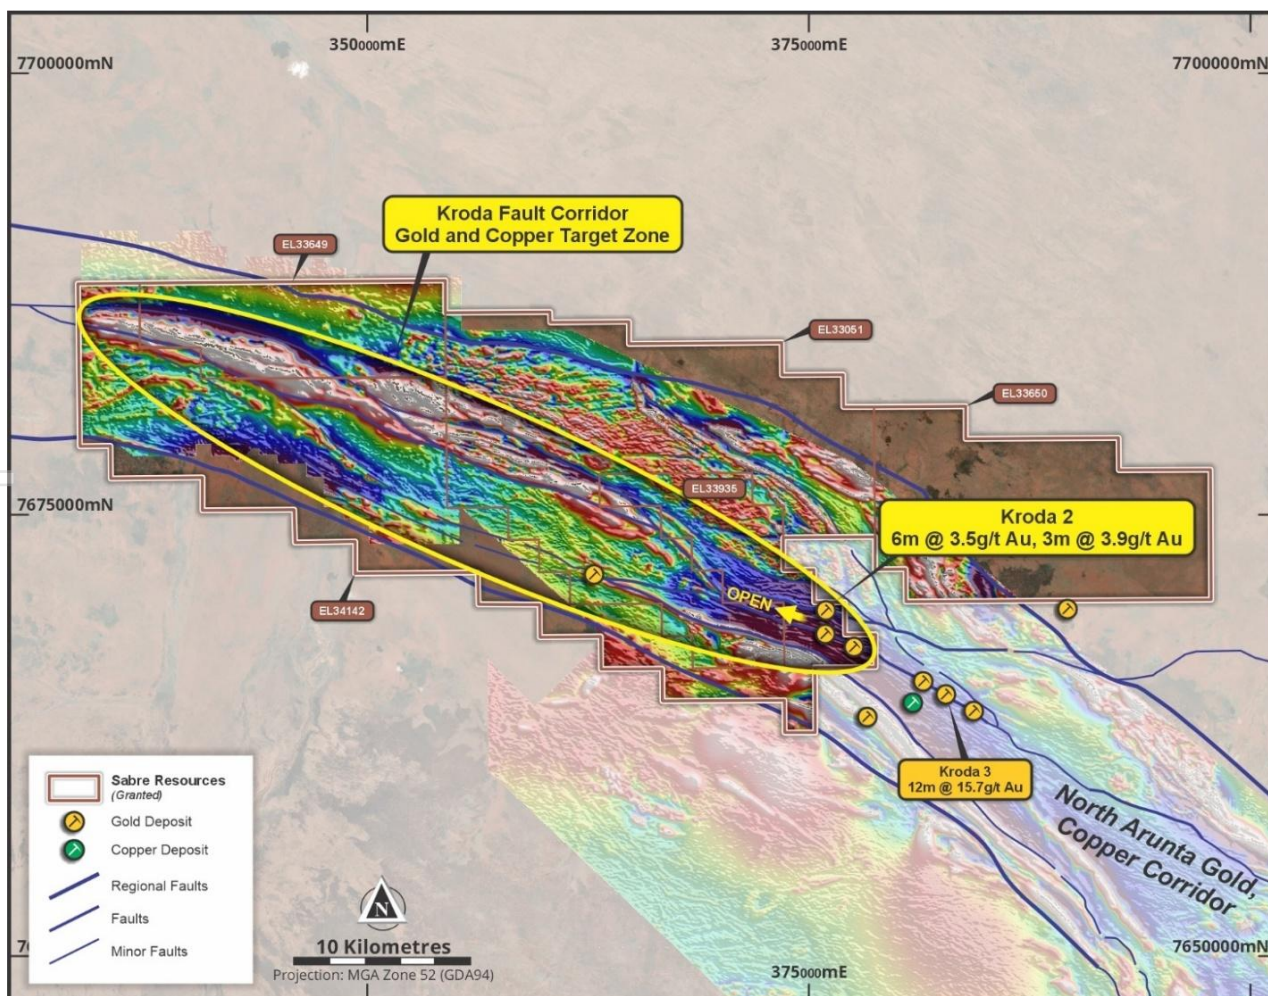 350000mE
375000mE
7700000mN
7700000mN
Kroda Fault Corridor
Gold and Copper Target Zone
EL33649
EL33051
EL33650
EL33935
7675000mN
Kroda 2
6m @ 3.5g/t Au, 3m @ 3.9g/t Au
OPEN
EL34142
Kroda 3
12m @ 15.7g/t Au
North Arunta Gold,
Copper Corridor
Sabre Resources
(Granted)
Gold Deposit
Copper Deposit
Regional Faults
Faults
Minor Faults
N
10 Kilometres
Projection: MGA Zone 52 (GDA94)
7650000mN
375000mE